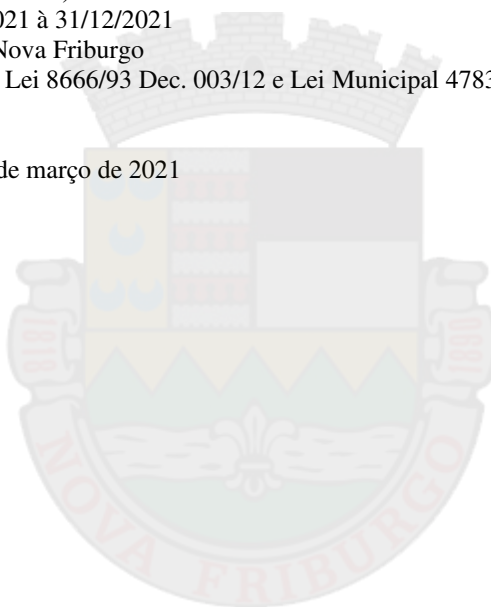 021 à 31/12/2021
Nova Friburgo
Lei 8666/93 Dec. 003/12 e Lei Municipal 4783
de março de 2021
1818
1890
NOVA FRIBURGO